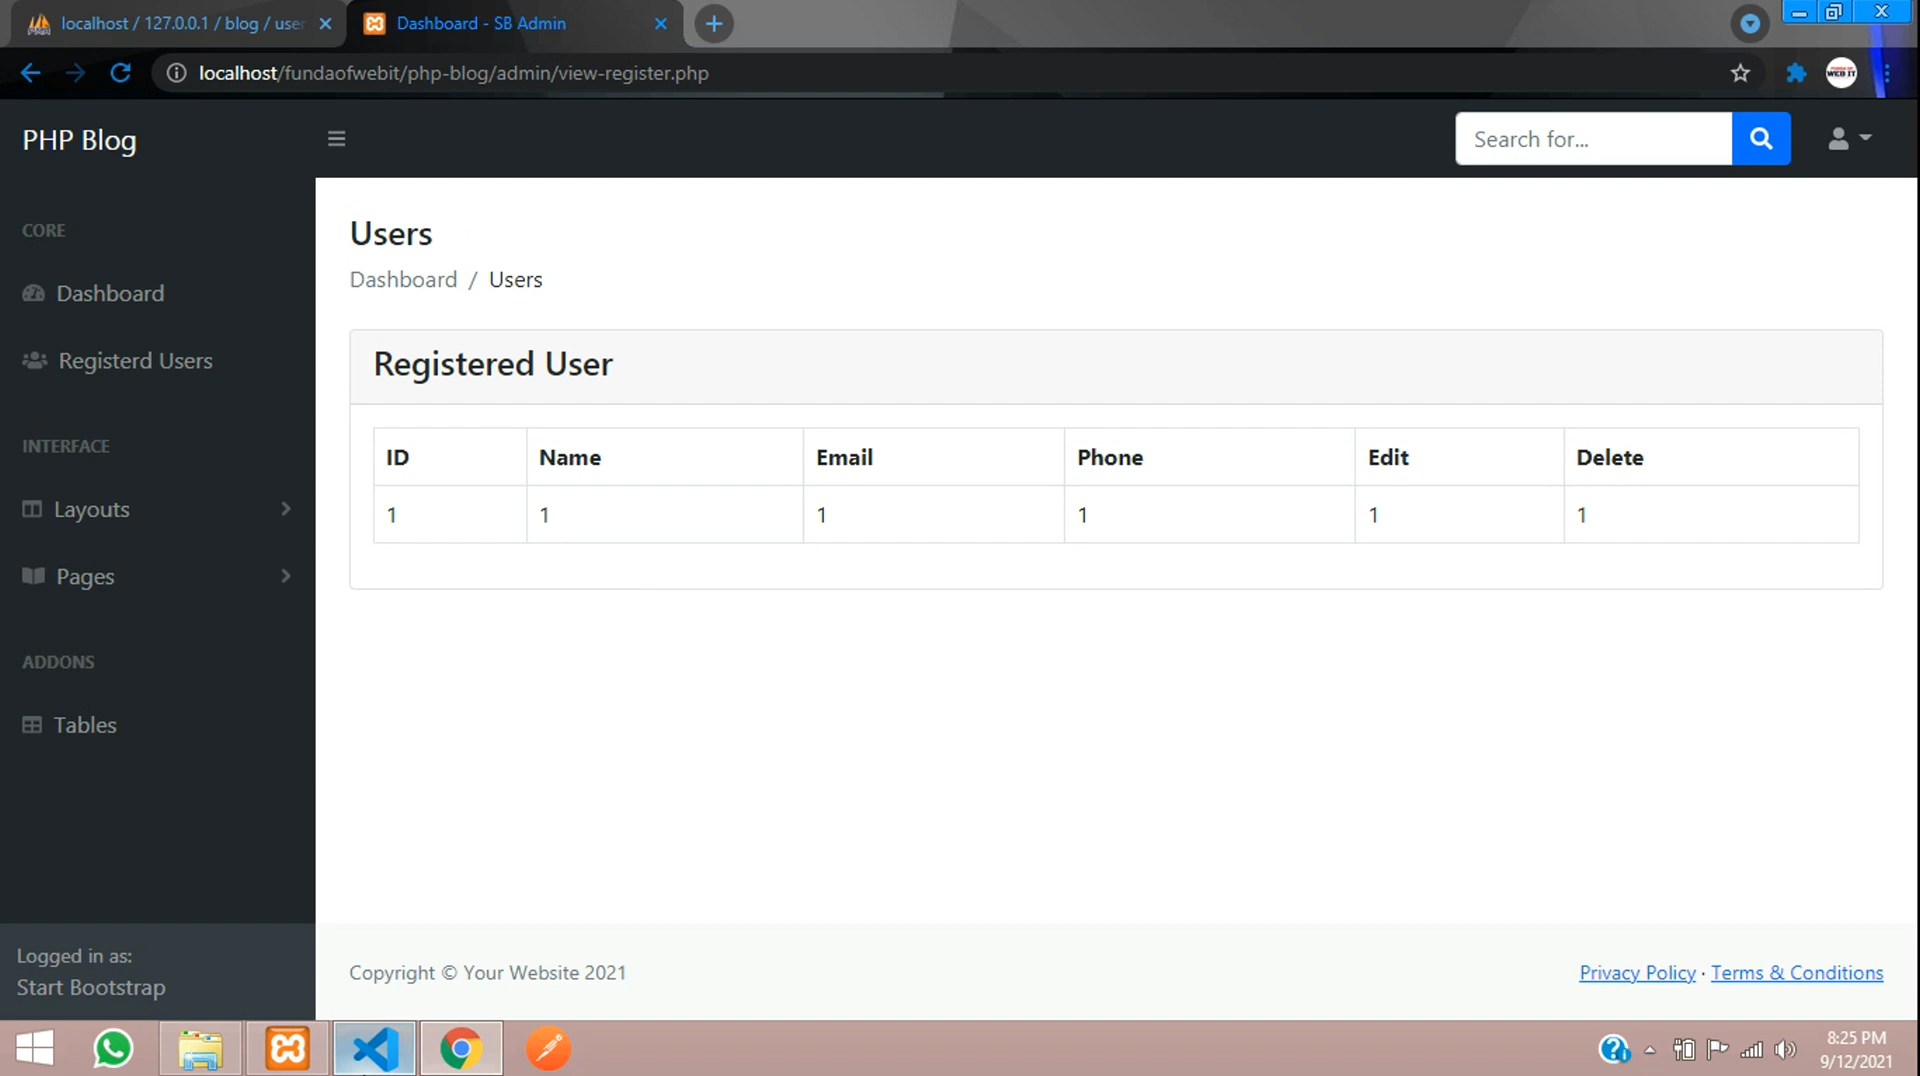 localhost / 127.0.0.1 / blog / user
Dashboard - SB Admin
localhost/fundaofwebit/php-blog/admin/view-register.php
WEB IT
PHP Blog
Search for...
CORE
Dashboard
Registerd Users
INTERFACE
Layouts
Pages
ADDONS
Tables
Logged in as:
Start Bootstrap
Users
Dashboard / Users
Registered User
ID Name Email Phone Edit Delete
1 1 1 1 1 1
Copyright © Your Website 2021
Privacy Policy · Terms & Conditions
8:25 PM
9/12/2021